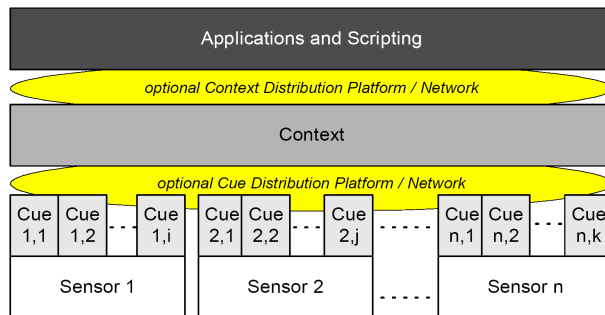 Applications and Scripting
optional Context Distribution Platform / Network
Context
optional Cue Distribution Platform / Network
Cue Cue Cue Cue Cue Cue Cue Cue Cue
1,1 1,2 1,i 2,1 2,2 2,j n,1 n,2 n,k
Sensor 1 Sensor 2 Sensor n